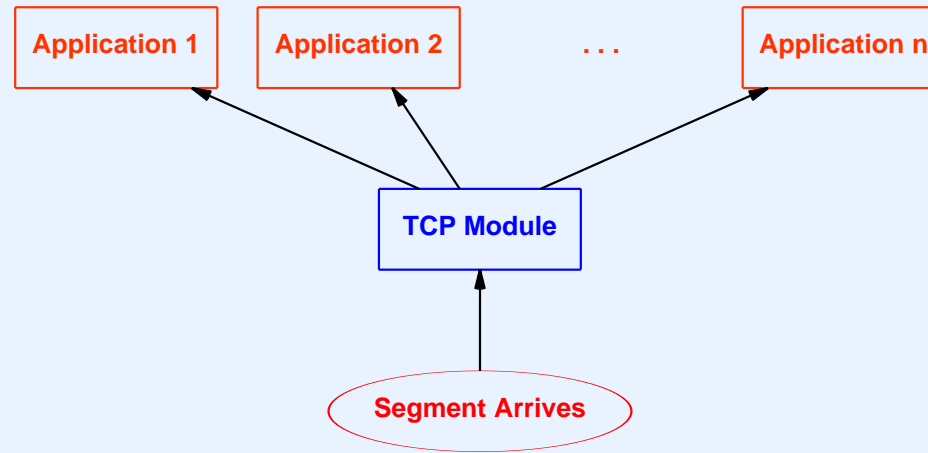 Application 1 Application 2 . . . Application n
TCP Module
Segment Arrives